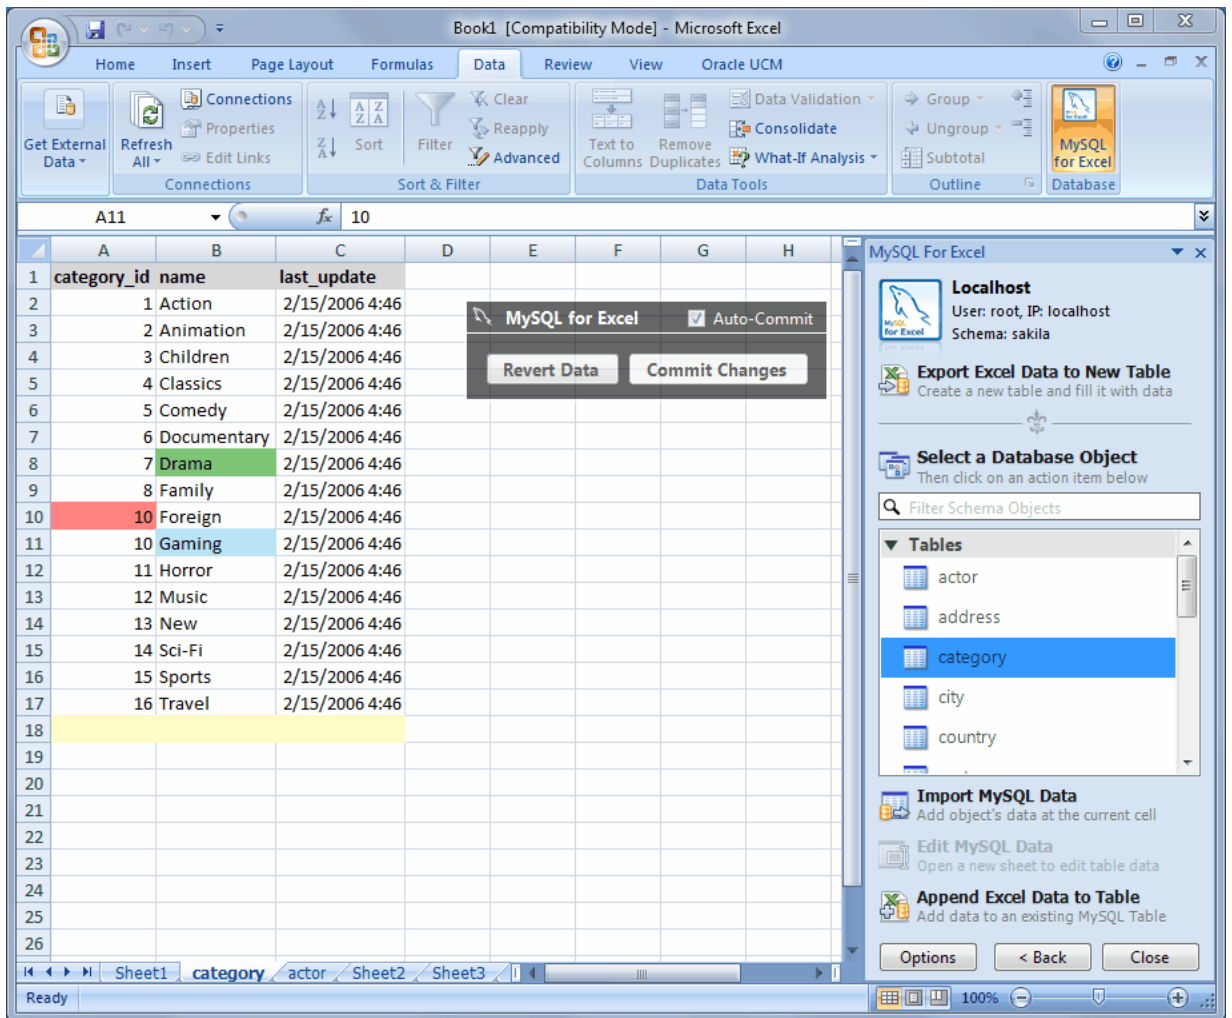 Book1 [Compatibility Mode] - Microsoft Excel
Home Insert Page Layout Formulas Data Review View Oracle UCM
Get External Data
Refresh All
Connections
Properties
Edit Links
Connections
A Z
Z A
Sort
Filter
Clear
Reapply
Advanced
Sort & Filter
Text to Columns
Remove Duplicates
Data Validation
Consolidate
What-If Analysis
Data Tools
Group
Ungroup
Subtotal
Outline
MySQL for Excel
Database
A11 fx 10
A B C D E F G H
1 category_id name last_update
2 1 Action 2/15/2006 4:46
3 2 Animation 2/15/2006 4:46
4 3 Children 2/15/2006 4:46
5 4 Classics 2/15/2006 4:46
6 5 Comedy 2/15/2006 4:46
7 6 Documentary 2/15/2006 4:46
8 7 Drama 2/15/2006 4:46
9 8 Family 2/15/2006 4:46
10 10 Foreign 2/15/2006 4:46
11 10 Gaming 2/15/2006 4:46
12 11 Horror 2/15/2006 4:46
13 12 Music 2/15/2006 4:46
14 13 New 2/15/2006 4:46
15 14 Sci-Fi 2/15/2006 4:46
16 15 Sports 2/15/2006 4:46
17 16 Travel 2/15/2006 4:46
18
19
20
21
22
23
24
25
26
MySQL for Excel Auto-Commit
Revert Data Commit Changes
MySQL For Excel
MySQL for Excel
Localhost
User: root, IP: localhost
Schema: sakila
Export Excel Data to New Table
Create a new table and fill it with data
Select a Database Object
Then click on an action item below
Filter Schema Objects
Tables
actor
address
category
city
country
Import MySQL Data
Add object's data at the current cell
Edit MySQL Data
Open a new sheet to edit table data
Append Excel Data to Table
Add data to an existing MySQL Table
Options < Back Close
Sheet1 category actor Sheet2 Sheet3
Ready 100%